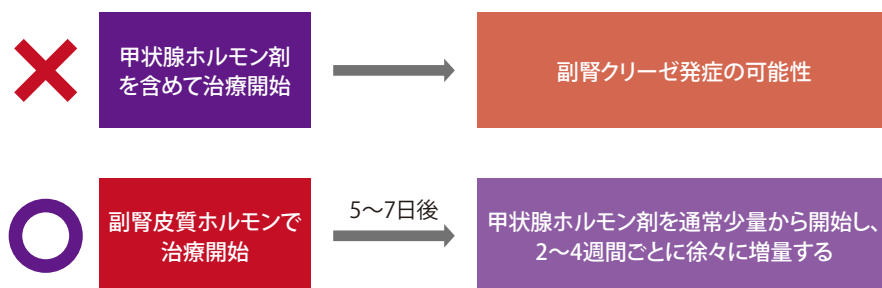 甲状腺ホルモン剤
を含めて治療開始
副腎クリーゼ発症の可能性
副腎皮質ホルモンで
治療開始
5〜7日後
甲状腺ホルモン剤を通常少量から開始し、
2〜4週間ごとに徐々に増量する